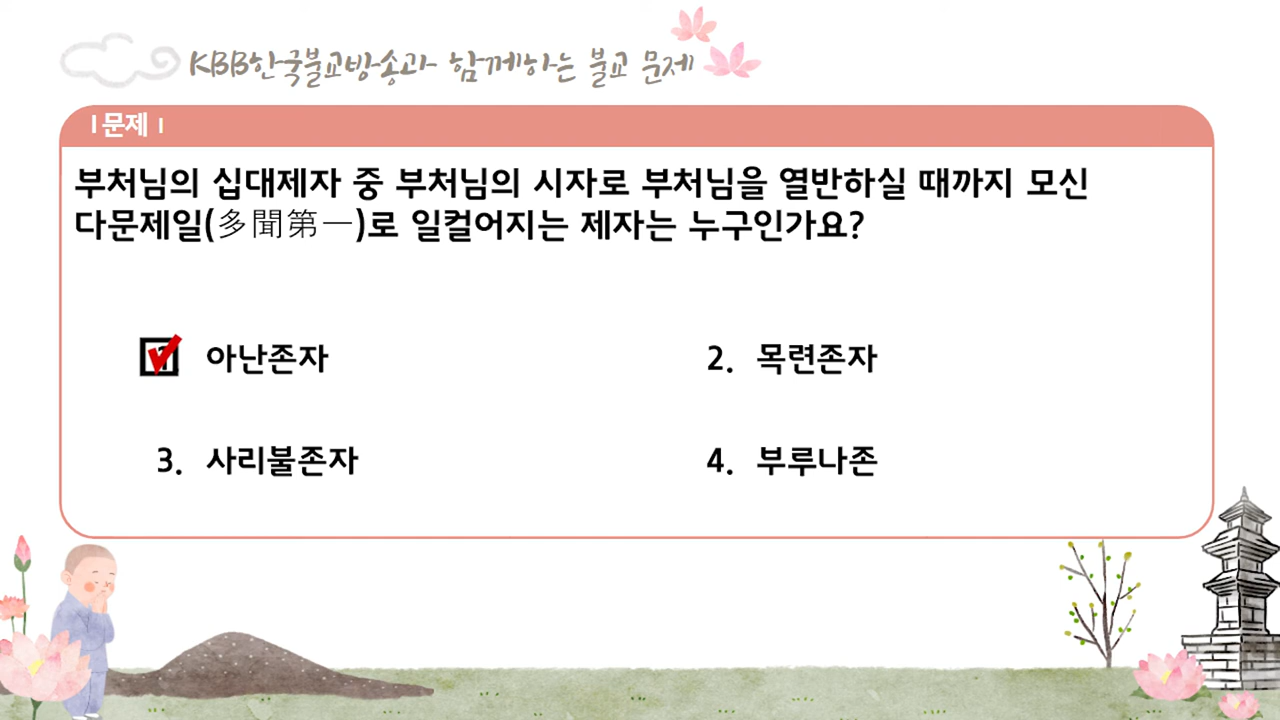 KBB한국불교방송과 함께하는 불교 문제
| 문제 |
부처님의 십대제자 중 부처님의 시자로 부처님을 열반하실 때까지 모신
다문제일(多聞第一)로 일컬어지는 제자는 누구인가요?
아난존자
2. 목련존자
3. 사리불존자
4. 부루나존